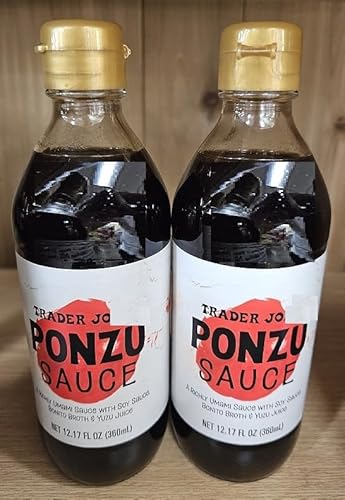 TRADER JO
PONZU
SAUCE
A Richly Umami Sauce with Soy Sauce,
Bonito Broth & Yuzu Juice
NET 12.17 FL OZ (360mL)
TRADER JO
PONZU
SAUCE
A Richly Umami Sauce with Soy Sauce,
Bonito Broth & Yuzu Juice
NET 12.17 FL OZ (360mL)